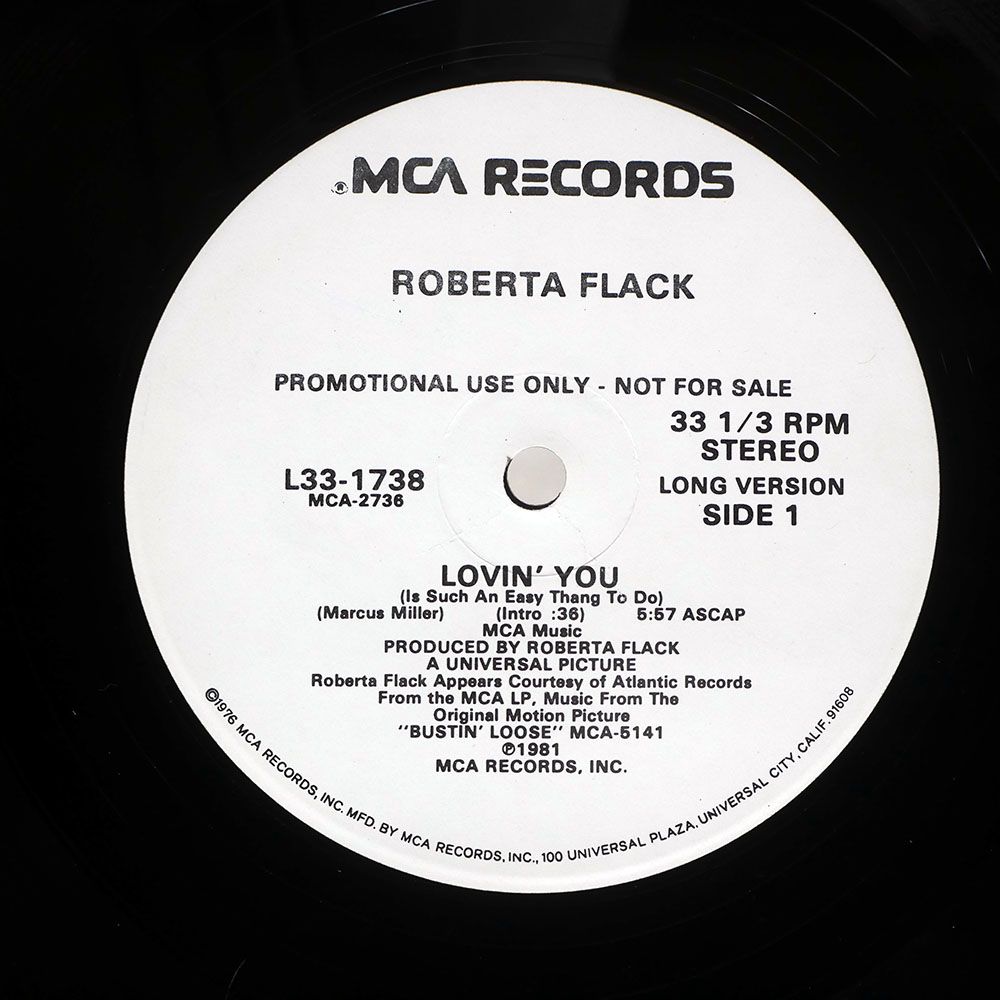 MCA RECORDS
ROBERTA FLACK
PROMOTIONAL USE ONLY - NOT FOR SALE
33 1/3 RPM
STEREO
L33-1738
MCA-2736
LONG VERSION
SIDE 1
LOVIN' YOU
(Is Such An Easy Thang To Do)
(Marcus Miller) (Intro :36) 5:57 ASCAP
MCA Music
PRODUCED BY ROBERTA FLACK
A UNIVERSAL PICTURE
Roberta Flack Appears Courtesy of Atlantic Records
From the MCA LP, Music From The
Original Motion Picture
"BUSTIN' LOOSE" MCA-5141
℗1981
MCA RECORDS, INC.
©1976 MCA RECORDS, INC. MFD. BY MCA RECORDS, INC., 100 UNIVERSAL PLAZA, UNIVERSAL CITY, CALIF. 91608